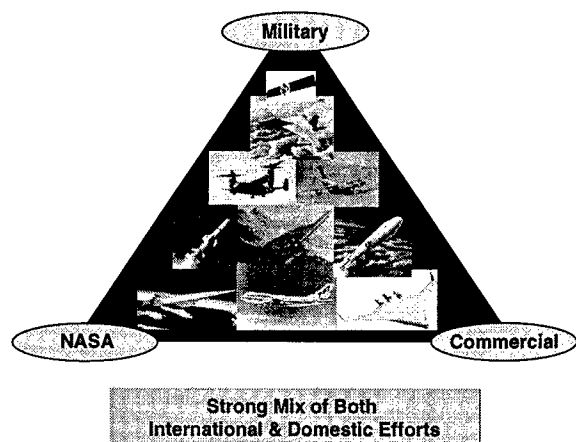 Military
NASA
Commercial
Strong Mix of Both
International & Domestic Efforts